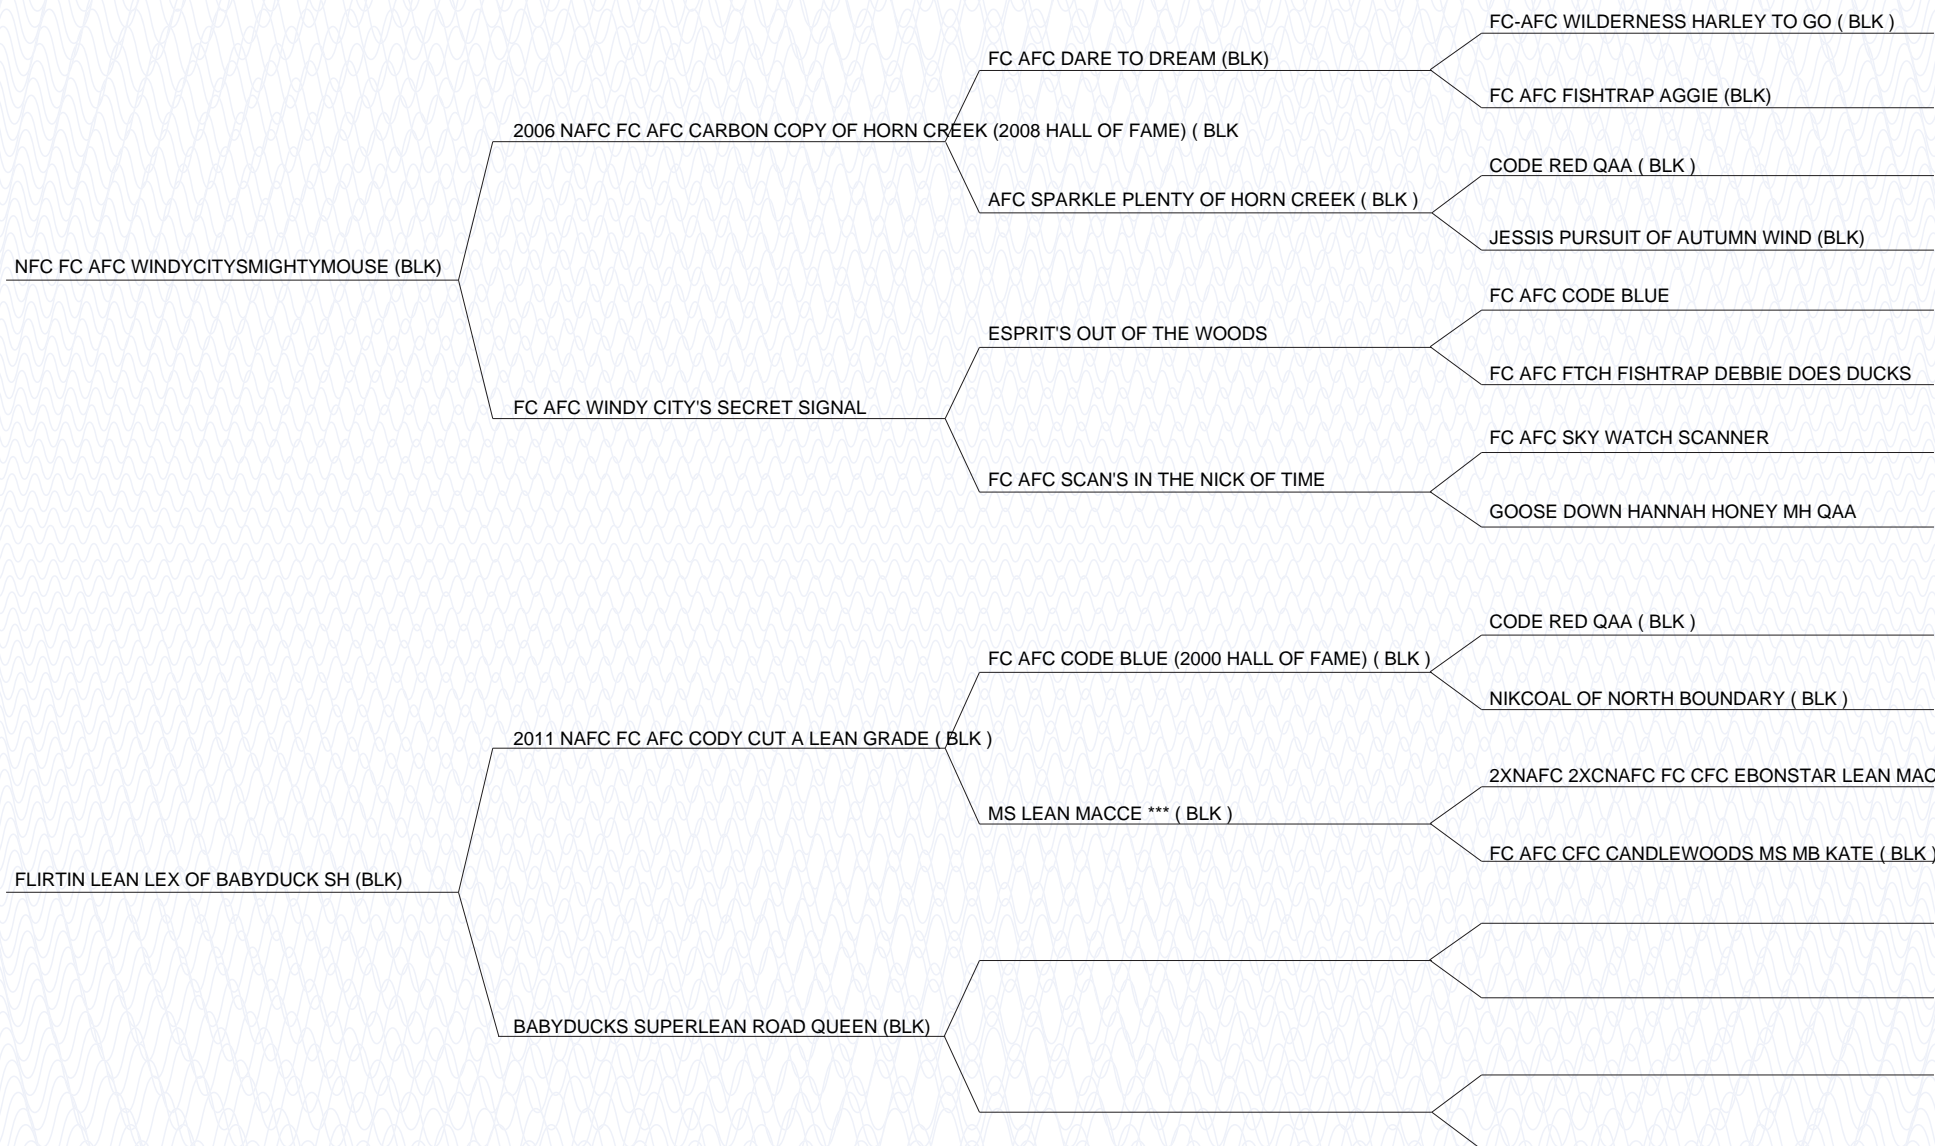 FC-AFC WILDERNESS HARLEY TO GO ( BLK )
FC AFC DARE TO DREAM (BLK)
FC AFC FISHTRAP AGGIE (BLK)
2006 NAFC FC AFC CARBON COPY OF HORN CREEK (2008 HALL OF FAME) ( BLK
CODE RED QAA ( BLK )
AFC SPARKLE PLENTY OF HORN CREEK ( BLK )
JESSIS PURSUIT OF AUTUMN WIND (BLK)
NFC FC AFC WINDYCITYSMIGHTYMOUSE (BLK)
FC AFC CODE BLUE
ESPRIT'S OUT OF THE WOODS
FC AFC FTCH FISHTRAP DEBBIE DOES DUCKS
FC AFC WINDY CITY'S SECRET SIGNAL
FC AFC SKY WATCH SCANNER
FC AFC SCAN'S IN THE NICK OF TIME
GOOSE DOWN HANNAH HONEY MH QAA
CODE RED QAA ( BLK )
FC AFC CODE BLUE (2000 HALL OF FAME) ( BLK )
NIKCOAL OF NORTH BOUNDARY ( BLK )
2011 NAFC FC AFC CODY CUT A LEAN GRADE ( BLK )
2XNAFC 2XCNAFC FC CFC EBONSTAR LEAN MAC
MS LEAN MACCE *** ( BLK )
FC AFC CFC CANDLEWOODS MS MB KATE ( BLK )
FLIRTIN LEAN LEX OF BABYDUCK SH (BLK)
BABYDUCKS SUPERLEAN ROAD QUEEN (BLK)